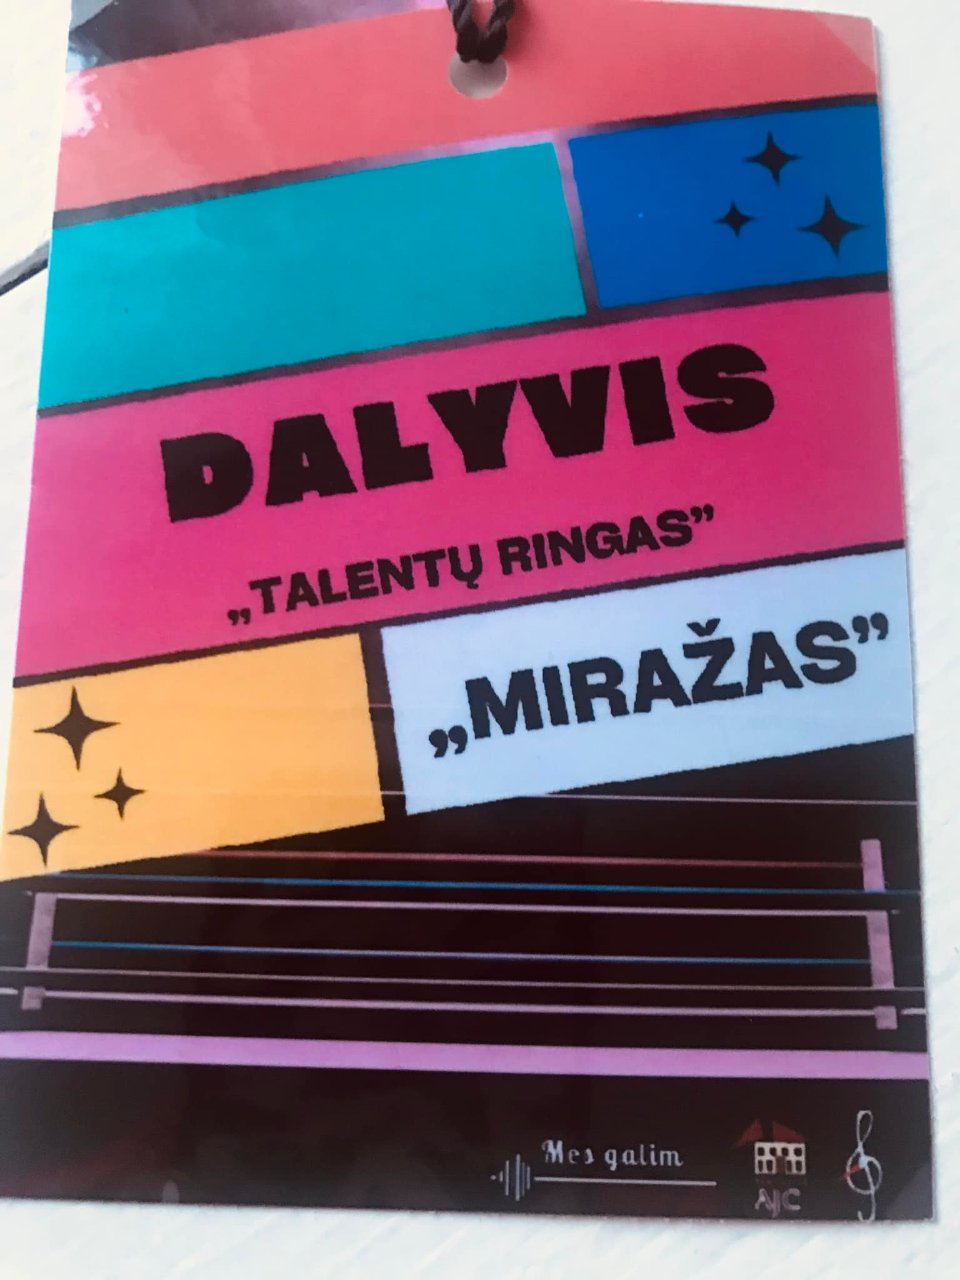 DALYVIS
„TALENTŲ RINGAS”
„MIRAŽAS”
Mes galim
AJC